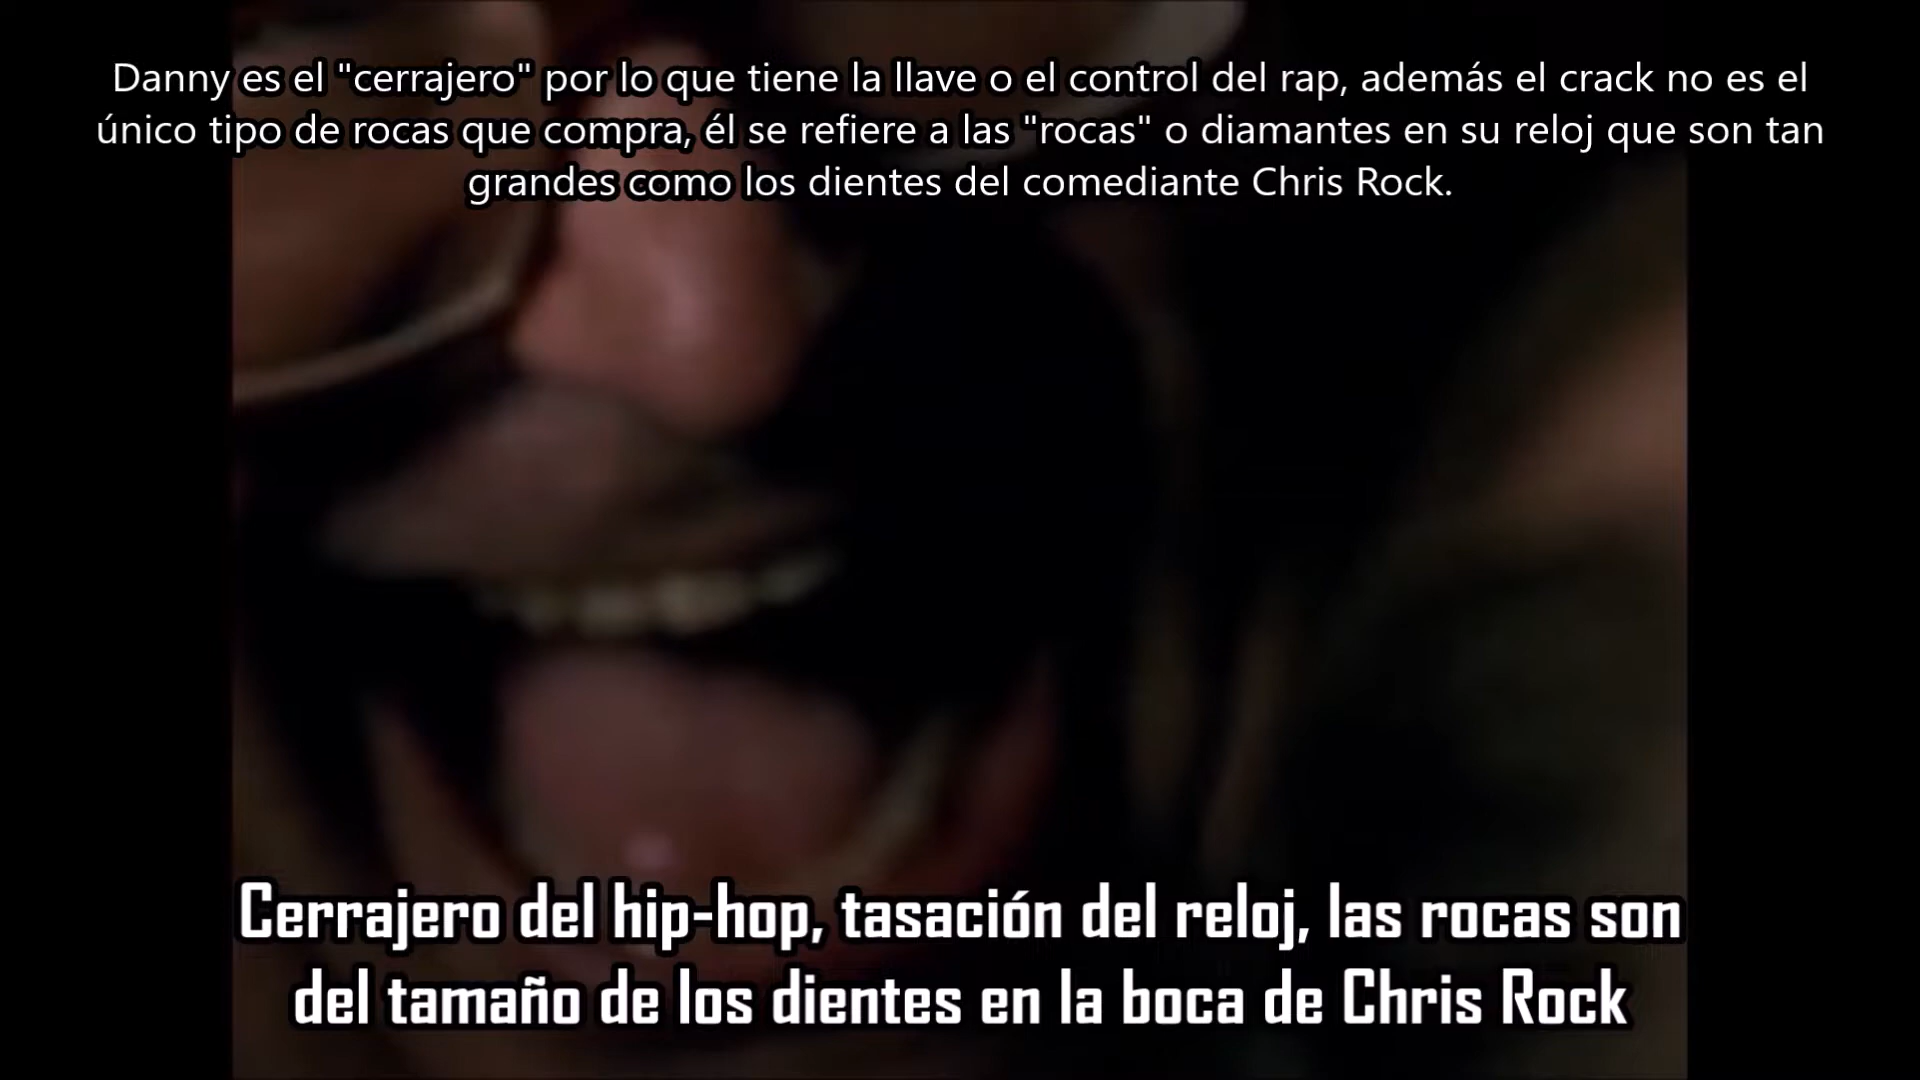 Danny es el "cerrajero" por lo que tiene la llave o el control del rap, además el crack no es el
único tipo de rocas que compra, él se refiere a las "rocas" o diamantes en su reloj que son tan
grandes como los dientes del comediante Chris Rock.
Cerrajero del hip-hop, tasación del reloj, las rocas son
del tamaño de los dientes en la boca de Chris Rock